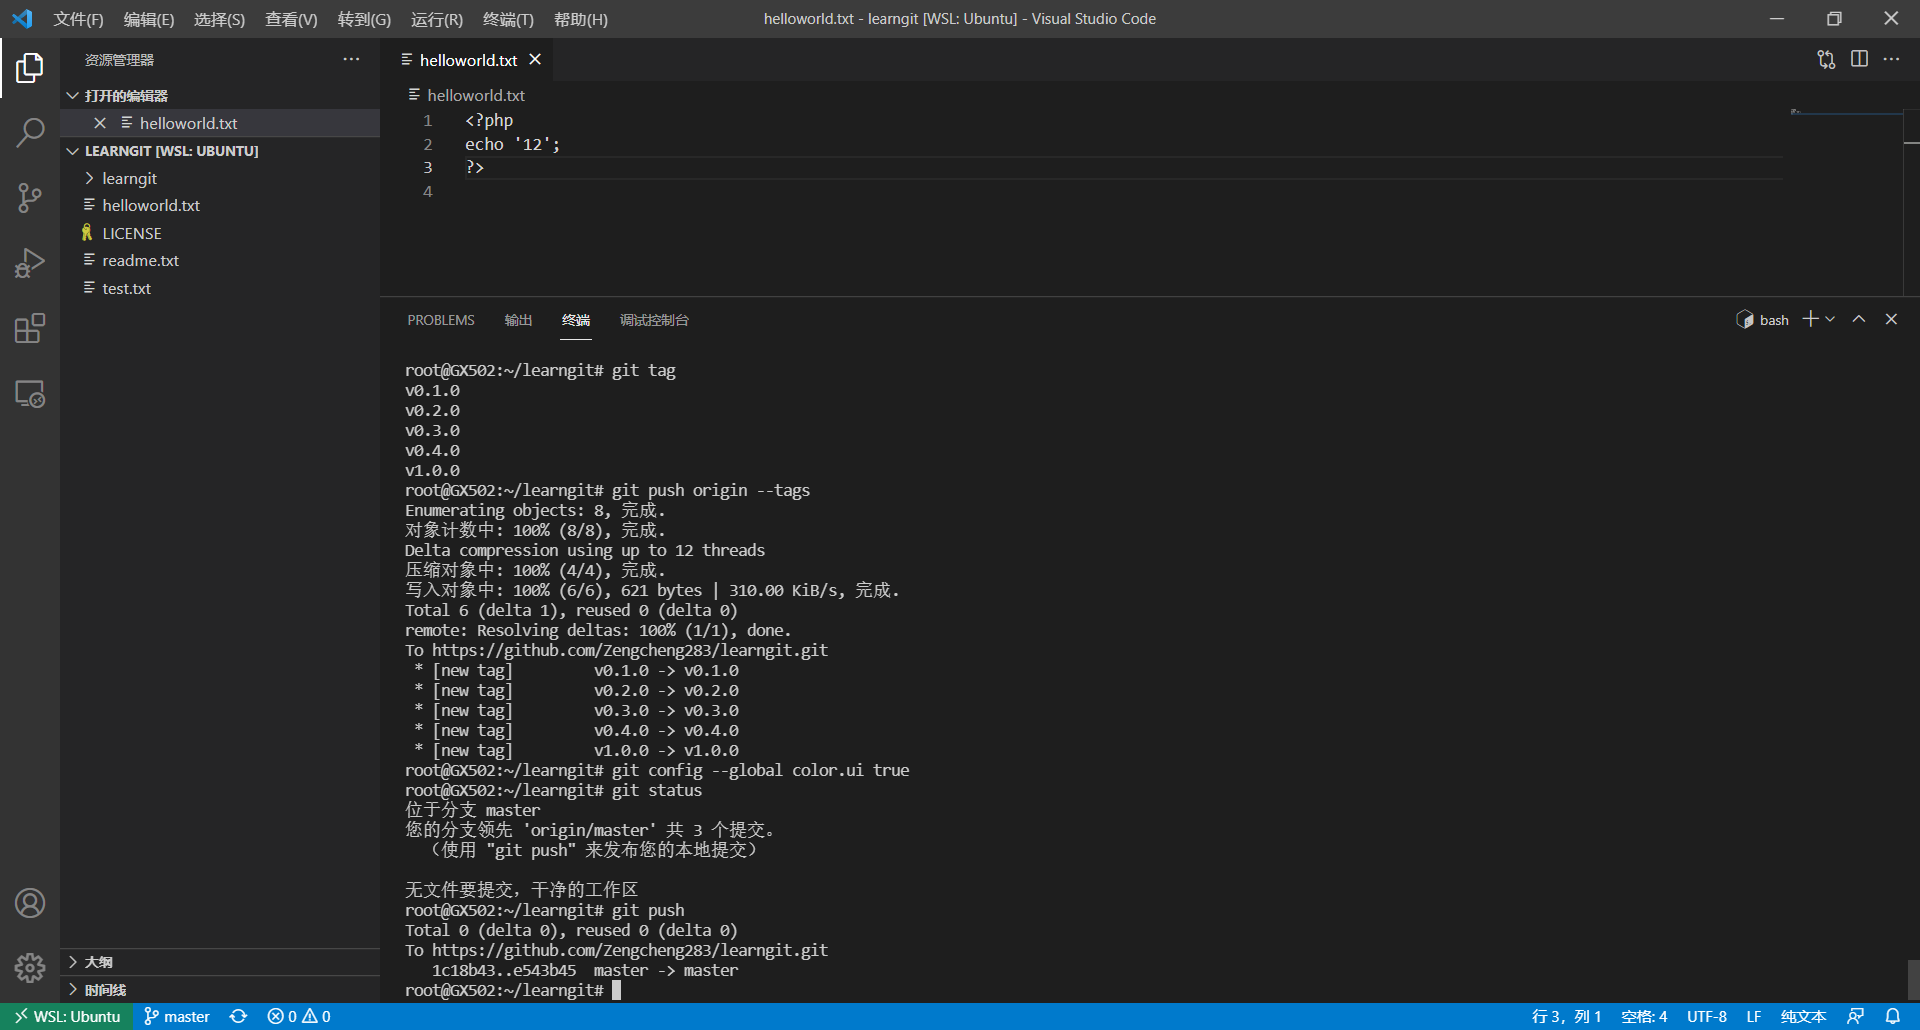 文件(F) 编辑(E) 选择(S) 查看(V) 转到(G) 运行(R) 终端(T) 帮助(H) helloworld.txt - learngit [WSL: Ubuntu] - Visual Studio Code
资源管理器
打开的编辑器
helloworld.txt
LEARNGIT [WSL: UBUNTU]
learngit
helloworld.txt
LICENSE
readme.txt
test.txt
大纲
时间线
helloworld.txt
helloworld.txt
1 <?php
2 echo '12';
3 ?>
4
PROBLEMS 输出 终端 调试控制台 bash
root@GX502:~/learngit# git tag
v0.1.0
v0.2.0
v0.3.0
v0.4.0
v1.0.0
root@GX502:~/learngit# git push origin --tags
Enumerating objects: 8, 完成.
对象计数中: 100% (8/8), 完成.
Delta compression using up to 12 threads
压缩对象中: 100% (4/4), 完成.
写入对象中: 100% (6/6), 621 bytes | 310.00 KiB/s, 完成.
Total 6 (delta 1), reused 0 (delta 0)
remote: Resolving deltas: 100% (1/1), done.
To https://github.com/Zengcheng283/learngit.git
* [new tag] v0.1.0 -> v0.1.0
* [new tag] v0.2.0 -> v0.2.0
* [new tag] v0.3.0 -> v0.3.0
* [new tag] v0.4.0 -> v0.4.0
* [new tag] v1.0.0 -> v1.0.0
root@GX502:~/learngit# git config --global color.ui true
root@GX502:~/learngit# git status
位于分支 master
您的分支领先 'origin/master' 共 3 个提交。
（使用 "git push" 来发布您的本地提交）
无文件要提交，干净的工作区
root@GX502:~/learngit# git push
Total 0 (delta 0), reused 0 (delta 0)
To https://github.com/Zengcheng283/learngit.git
1c18b43..e543b45 master -> master
root@GX502:~/learngit#
WSL: Ubuntu master 0 0 行 3，列 1 空格: 4 UTF-8 LF 纯文本